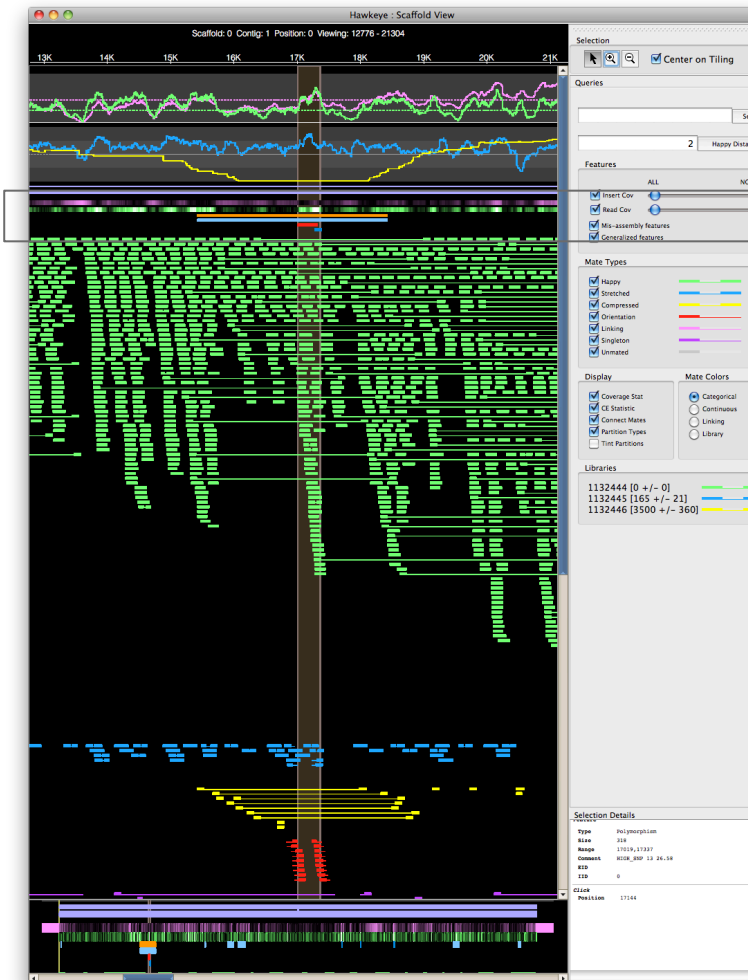 Hawkeye : Scaffold View
Scaffold: 0 Contig: 1 Position: 0 Viewing: 12776 - 21304
13K 14K 15K 16K 17K 18K 19K 20K 21K
Selection
Center on Tiling
Queries
2 Happy Dista
Features
ALL
Insert Cov
Read Cov
Mis-assembly features
Generalized features
Mate Types
Happy
Stretched
Compressed
Orientation
Linking
Singleton
Unmated
Display Mate Colors
Coverage Stat Categorical
CE Statistic Continuous
Connect Mates Linking
Partition Types Library
Tint Partitions
Libraries
1132444 [0 +/- 0]
1132445 [165 +/- 21]
1132446 [3500 +/- 360]
Selection Details
Type Polymorphism
Size 318
Range 17019,17337
Comment HIGH_SNP 13 26.58
EID
IID 0
Click
Position 17144